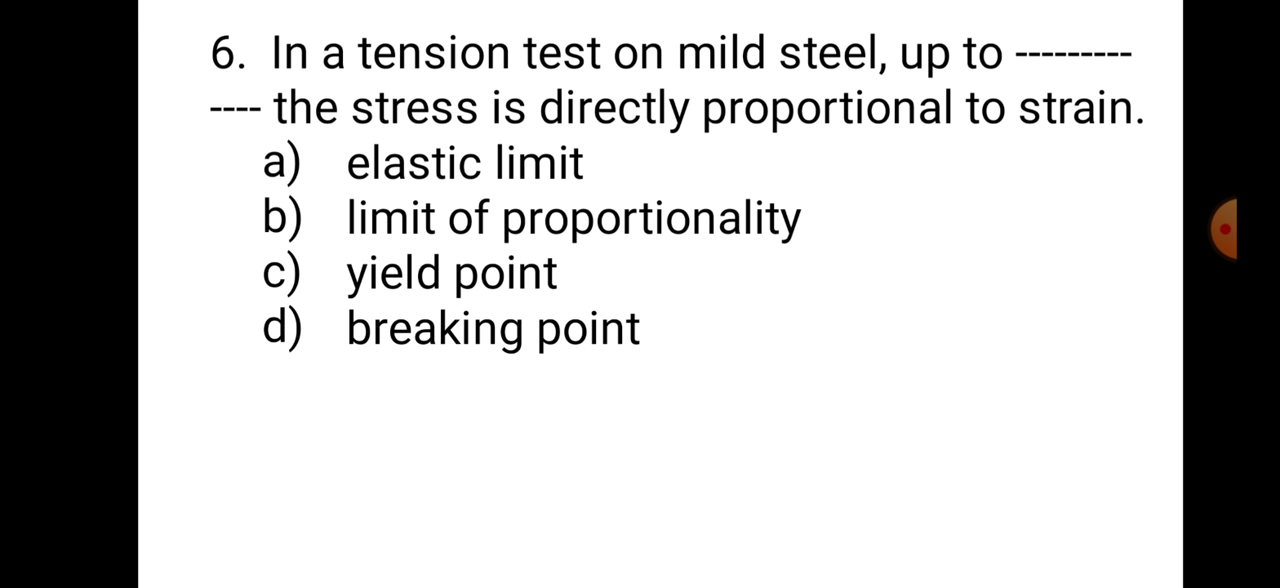 6. In a tension test on mild steel, up to ---------
---- the stress is directly proportional to strain.
a) elastic limit
b) limit of proportionality
c) yield point
d) breaking point